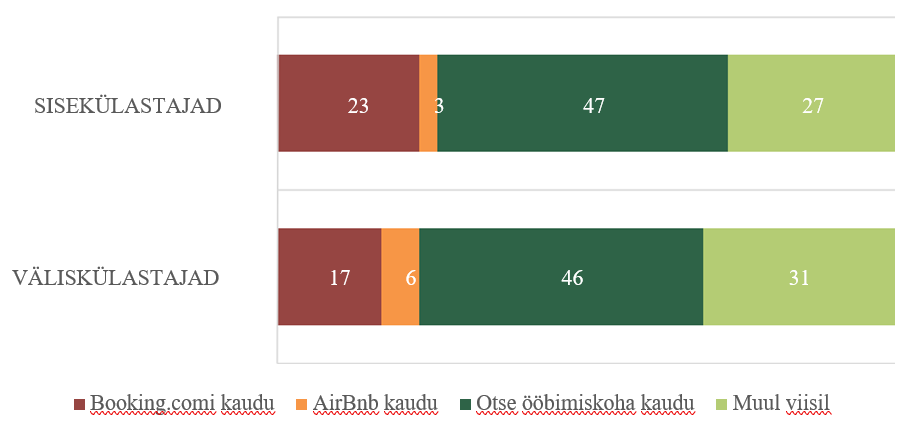 SISEKÜLASTAJAD 23 3 47 27
VÄLISKÜLASTAJAD 17 6 46 31
Booking.comi kaudu AirBnb kaudu Otse ööbimiskoha kaudu Muul viisil